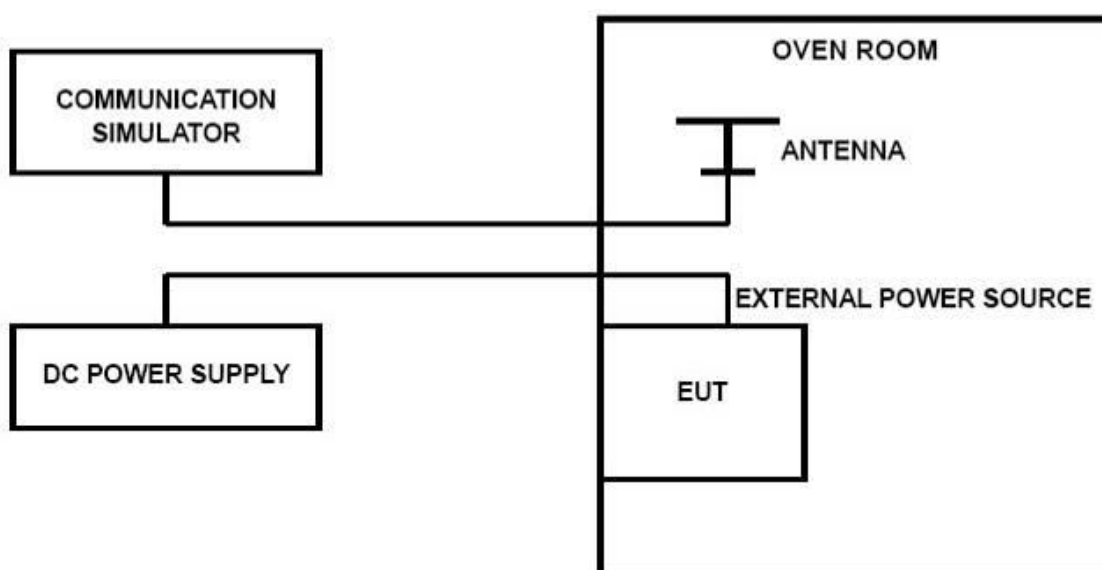 OVEN ROOM
COMMUNICATION
SIMULATOR
ANTENNA
EXTERNAL POWER SOURCE
DC POWER SUPPLY
EUT